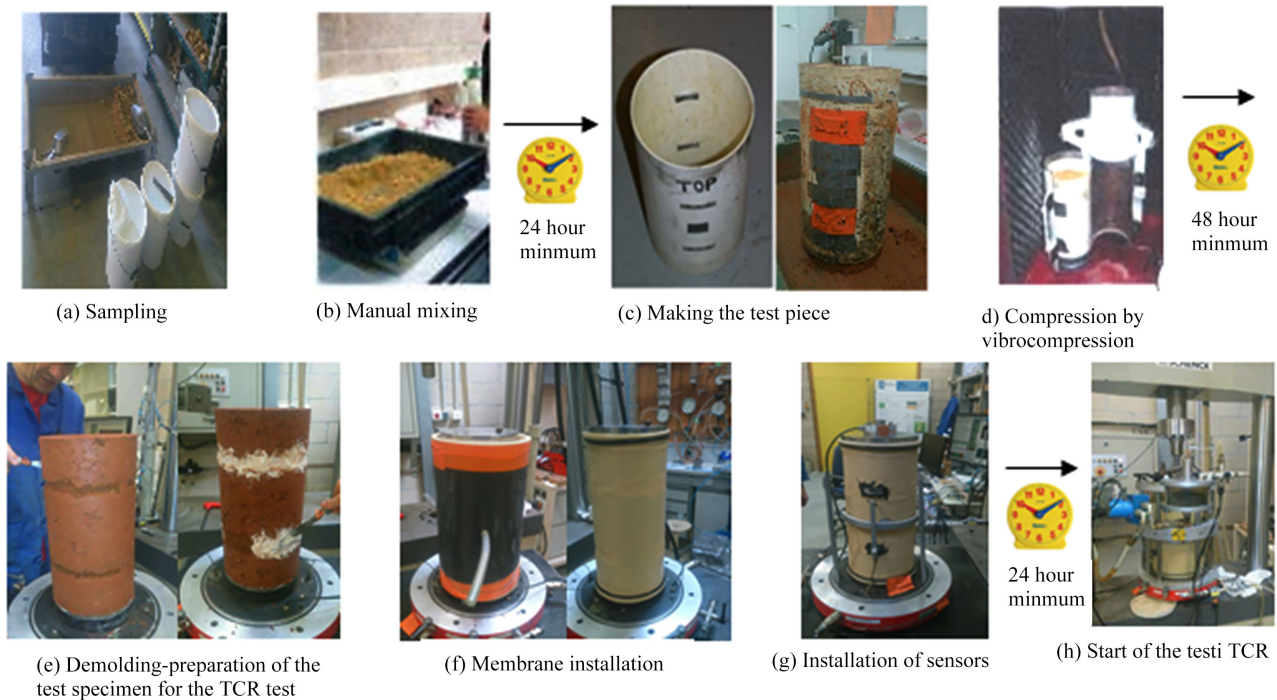 TOP
24 hour
minmum
48 hour
minmum
(a) Sampling
(b) Manual mixing
(c) Making the test piece
d) Compression by
vibrocompression
24 hour
minmum
(e) Demolding-preparation of the
test specimen for the TCR test
(f) Membrane installation
(g) Installation of sensors
(h) Start of the testi TCR